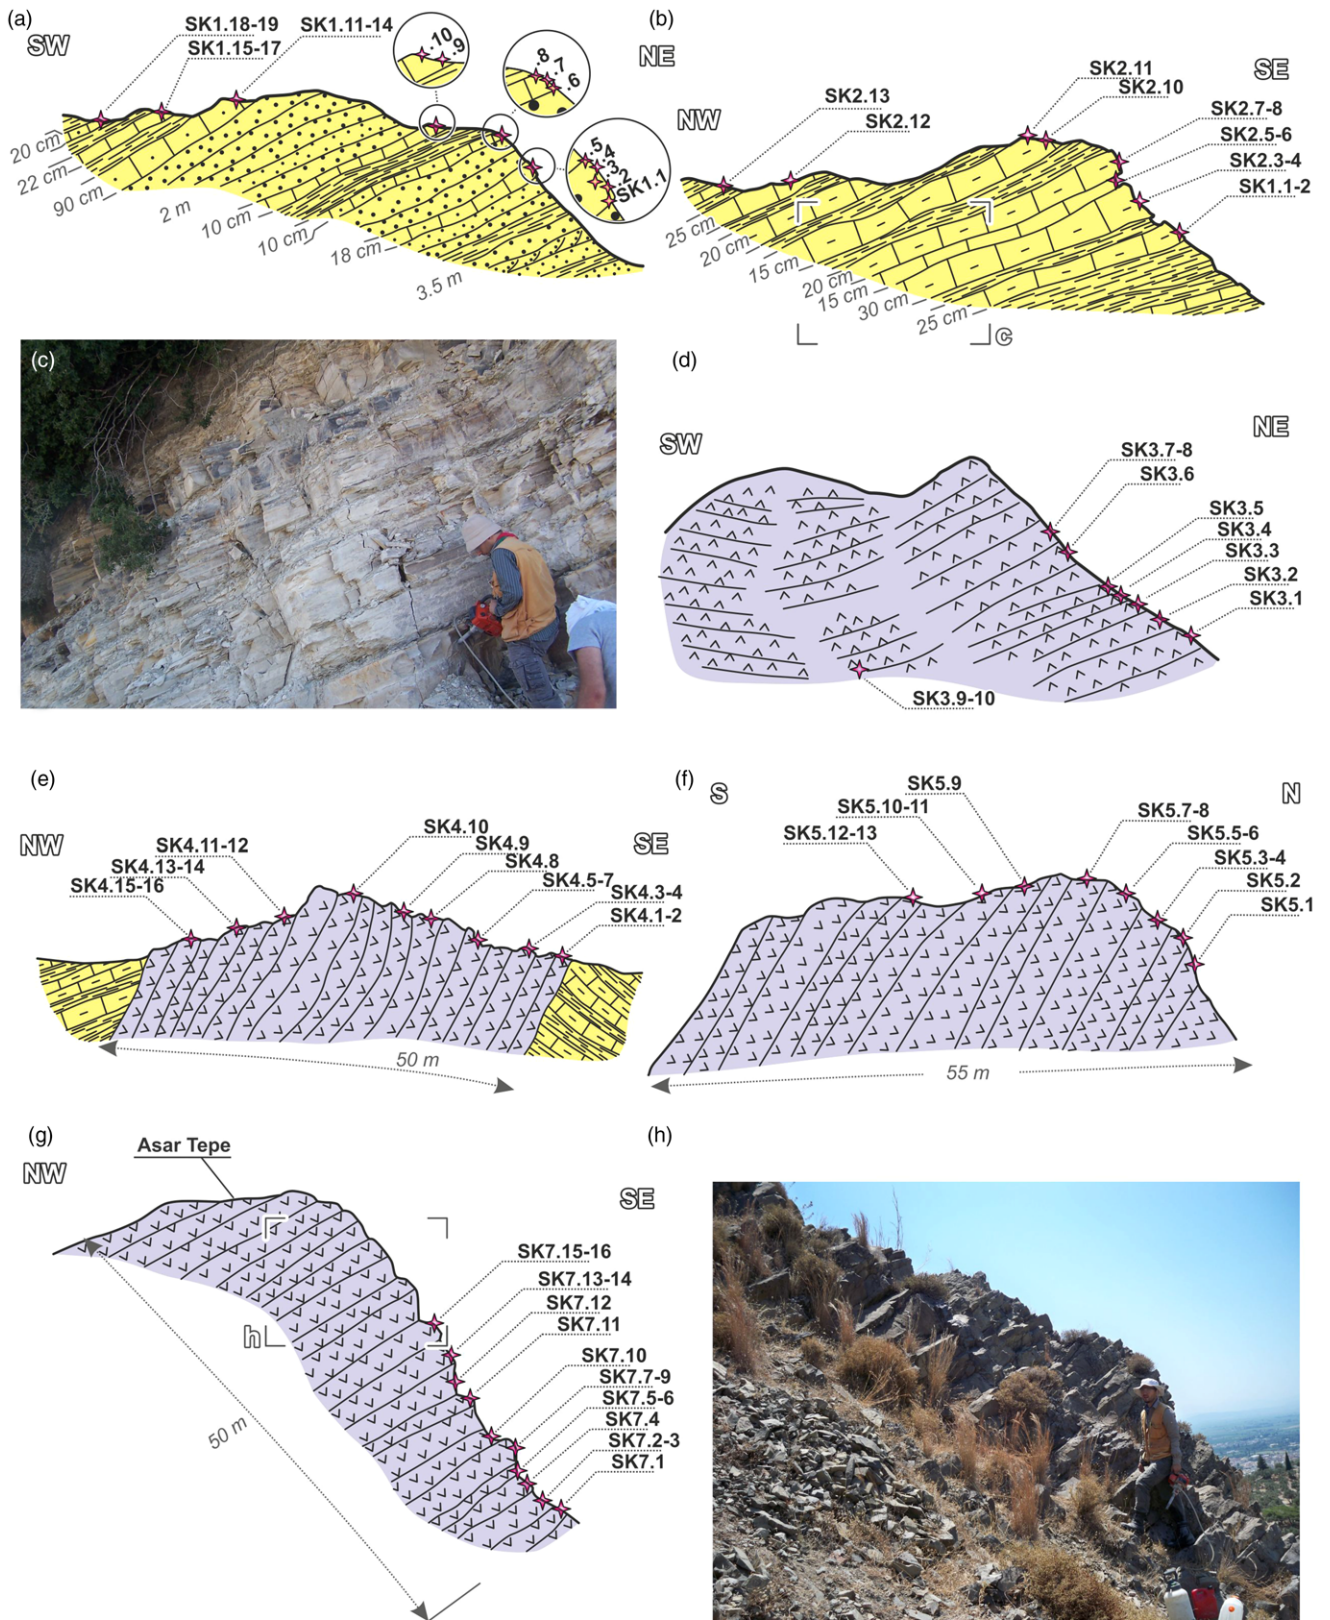 (a)
SW
SK1.18-19
SK1.15-17
SK1.11-14
.10
.9
.8
.7
.6
.5
.4
.3
.2
SK1.1
NE
20 cm
22 cm
90 cm
2 m
10 cm
10 cm
18 cm
3.5 m
(b)
NW
SE
SK2.13
SK2.12
SK2.11
SK2.10
SK2.7-8
SK2.5-6
SK2.3-4
SK1.1-2
25 cm
20 cm
15 cm
20 cm
15 cm
30 cm
25 cm
c
(c)
(d)
SW
NE
SK3.7-8
SK3.6
SK3.5
SK3.4
SK3.3
SK3.2
SK3.1
SK3.9-10
(e)
NW
SE
SK4.10
SK4.9
SK4.8
SK4.5-7
SK4.3-4
SK4.1-2
SK4.11-12
SK4.13-14
SK4.15-16
50 m
(f)
S
N
SK5.9
SK5.10-11
SK5.12-13
SK5.7-8
SK5.5-6
SK5.3-4
SK5.2
SK5.1
55 m
(g)
NW
Asar Tepe
SE
SK7.15-16
SK7.13-14
SK7.12
SK7.11
SK7.10
SK7.7-9
SK7.5-6
SK7.4
SK7.2-3
SK7.1
h
50 m
(h)